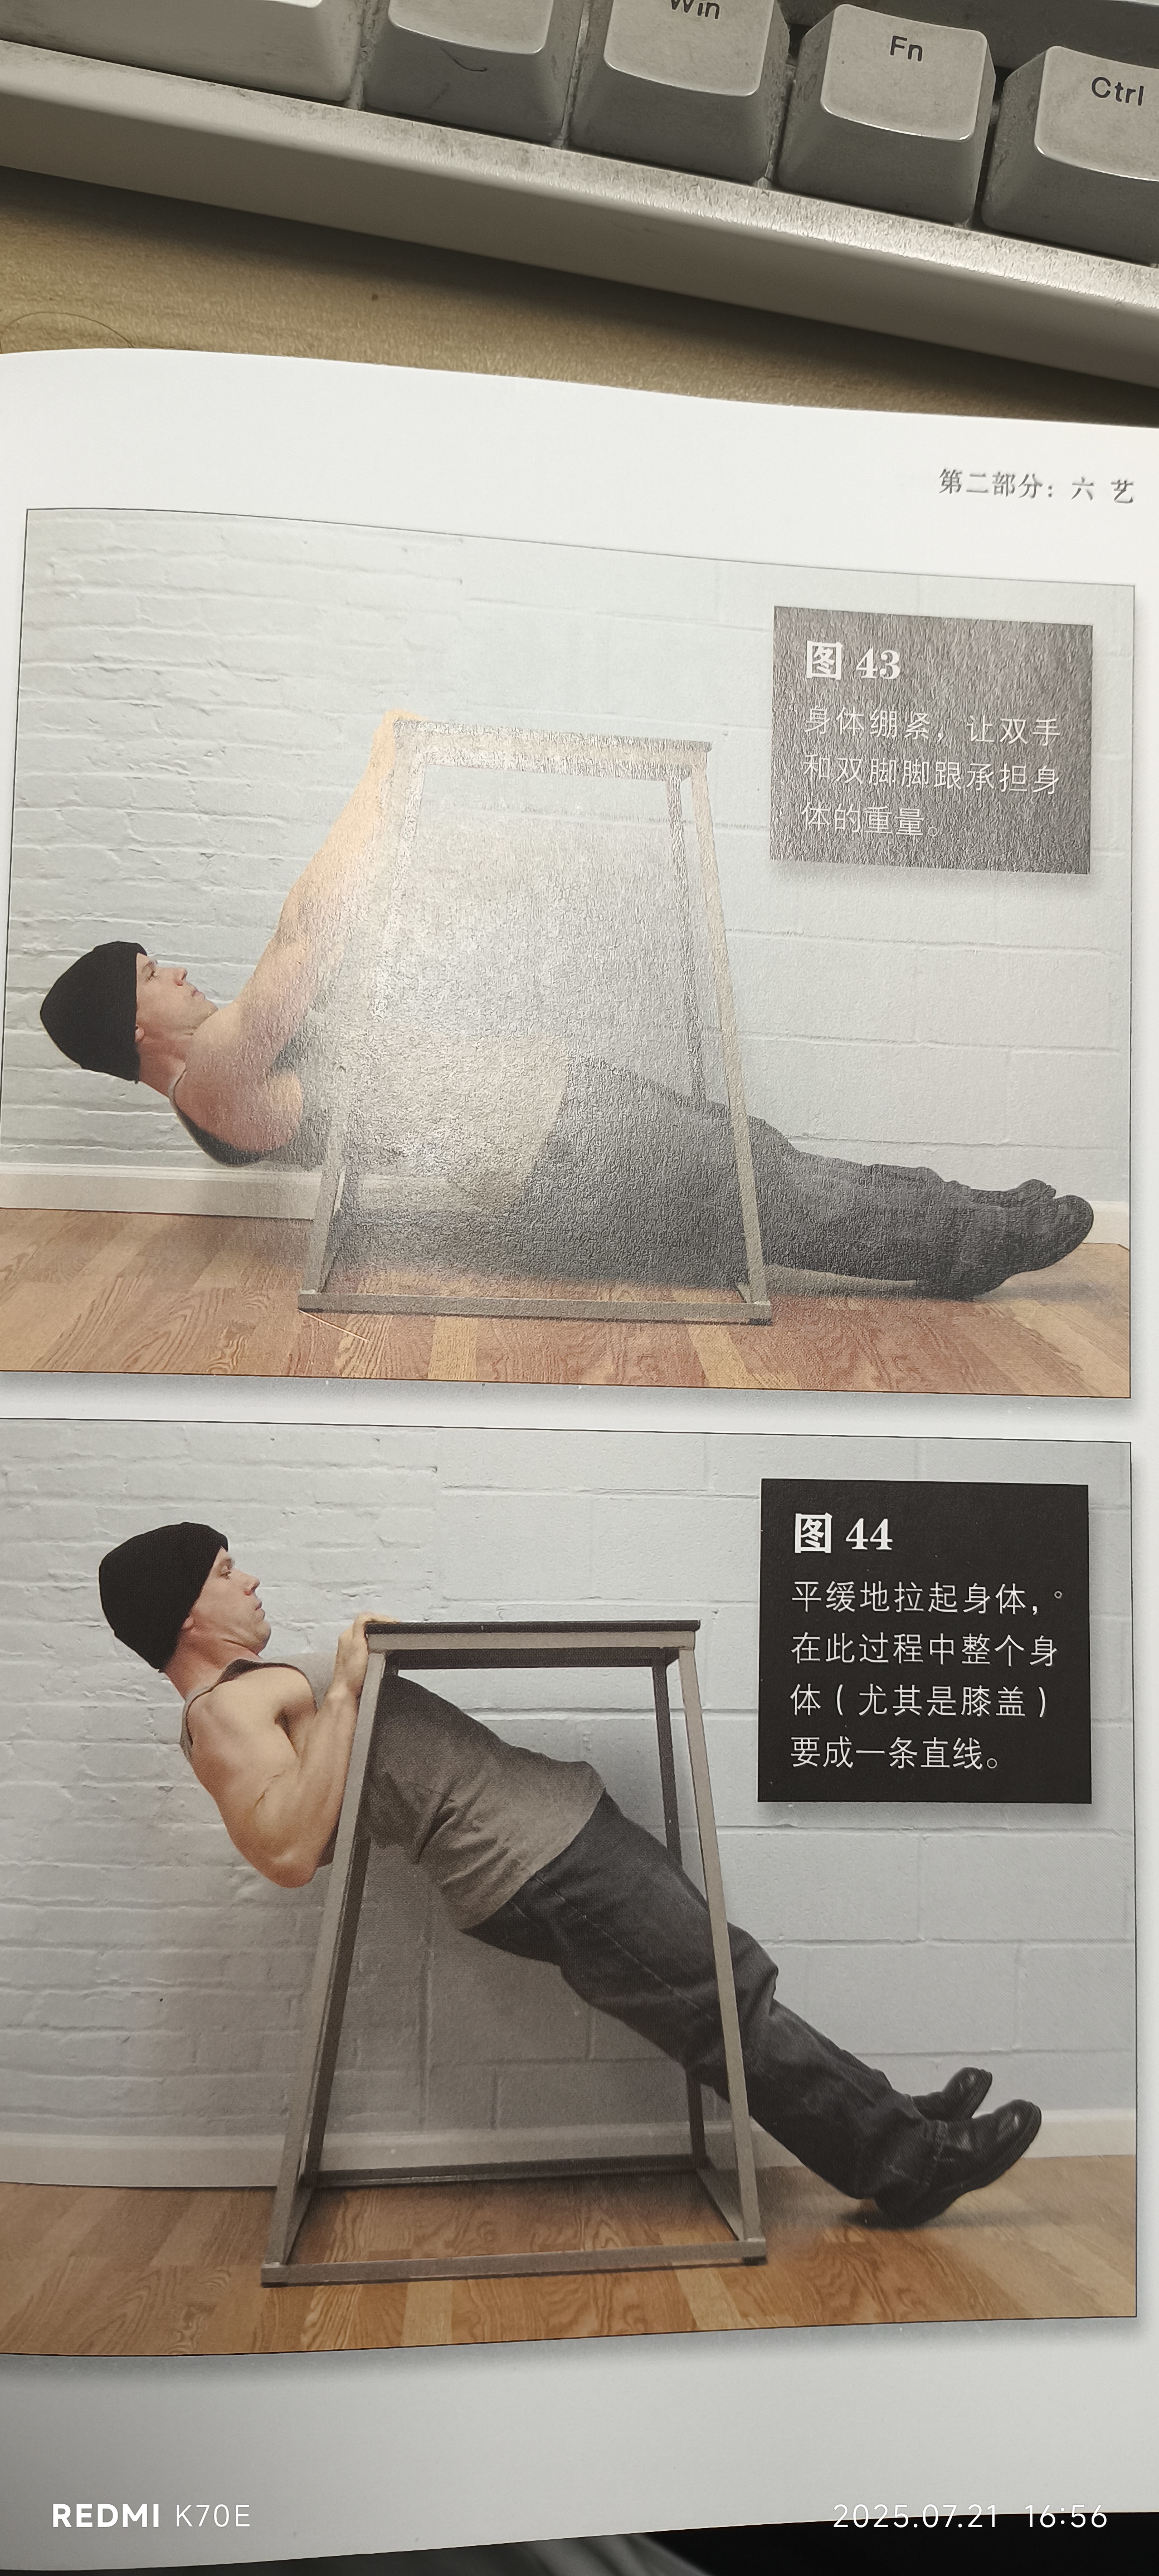 Win
Fn
Ctrl
第二部分：六 艺
图 43
身体绷紧，让双手
和双脚脚跟承担身
体的重量。
图 44
平缓地拉起身体，。
在此过程中整个身
体（尤其是膝盖）
要成一条直线。
REDMI K70E
2025.07.21 16:56